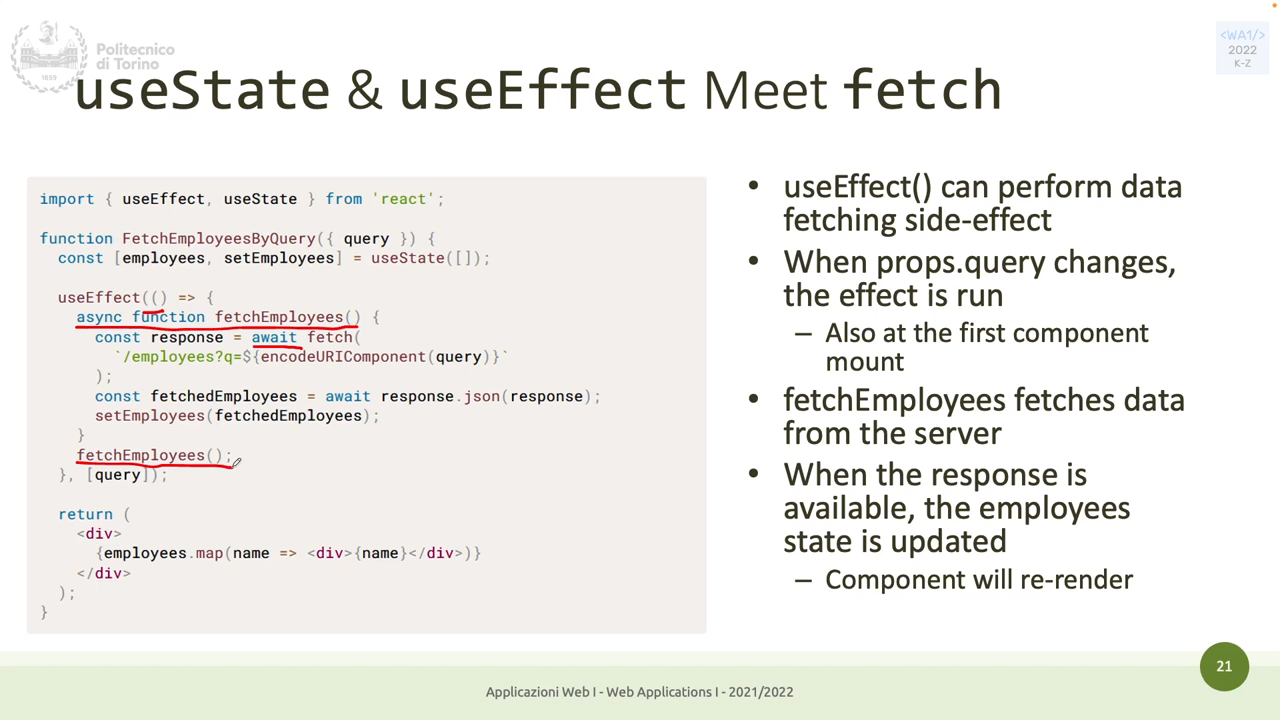 Politecnico
di Torino
1859
<WA1/>
2022
K-Z
useState & useEffect Meet fetch
import { useEffect, useState } from 'react';
function FetchEmployeesByQuery({ query }) {
const [employees, setEmployees] = useState([]);
useEffect(() => {
async function fetchEmployees() {
const response = await fetch(
`/employees?q=${encodeURIComponent(query)}`
);
const fetchedEmployees = await response.json(response);
setEmployees(fetchedEmployees);
}
fetchEmployees();
}, [query]);
return (
<div>
{employees.map(name => <div>{name}</div>)}
</div>
);
}
• useEffect() can perform data
fetching side-effect
• When props.query changes,
the effect is run
– Also at the first component
mount
• fetchEmployees fetches data
from the server
• When the response is
available, the employees
state is updated
– Component will re-render
21
Applicazioni Web I - Web Applications I - 2021/2022